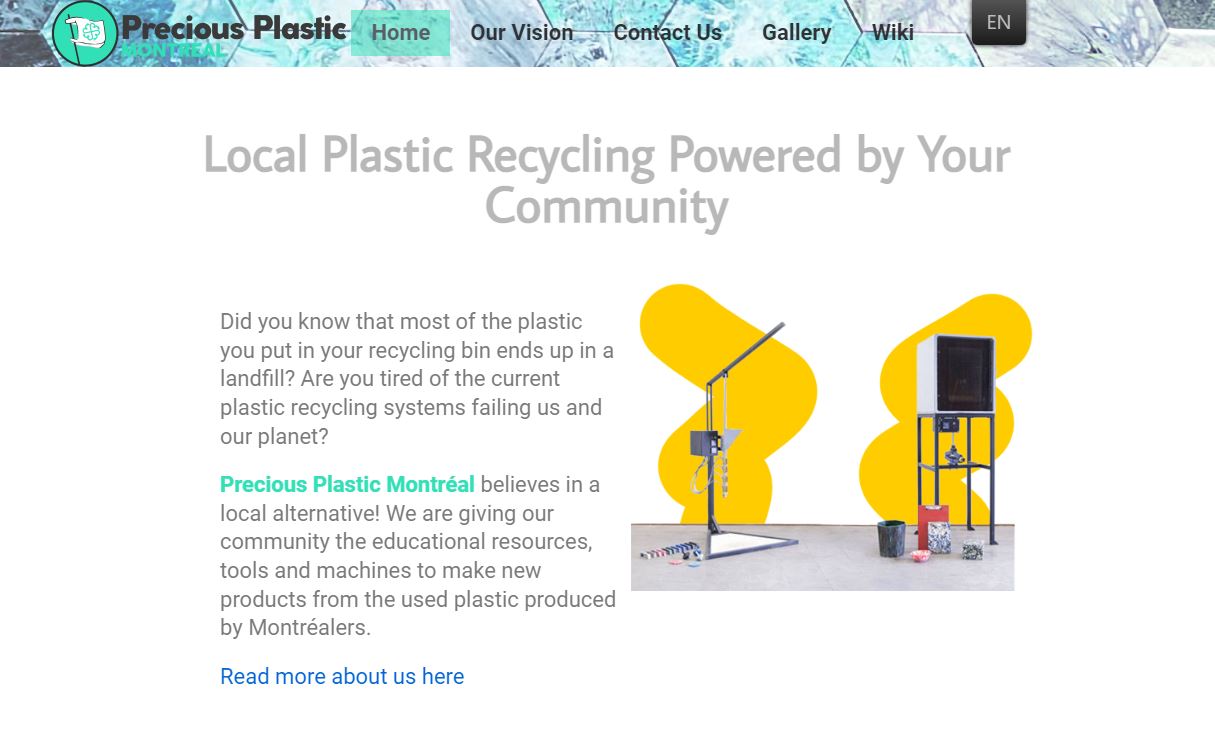 Precious Plastic
MONTRÉAL
Home Our Vision Contact Us Gallery Wiki EN
Local Plastic Recycling Powered by Your
Community
Did you know that most of the plastic
you put in your recycling bin ends up in a
landfill? Are you tired of the current
plastic recycling systems failing us and
our planet?
Precious Plastic Montréal believes in a
local alternative! We are giving our
community the educational resources,
tools and machines to make new
products from the used plastic produced
by Montréalers.
Read more about us here